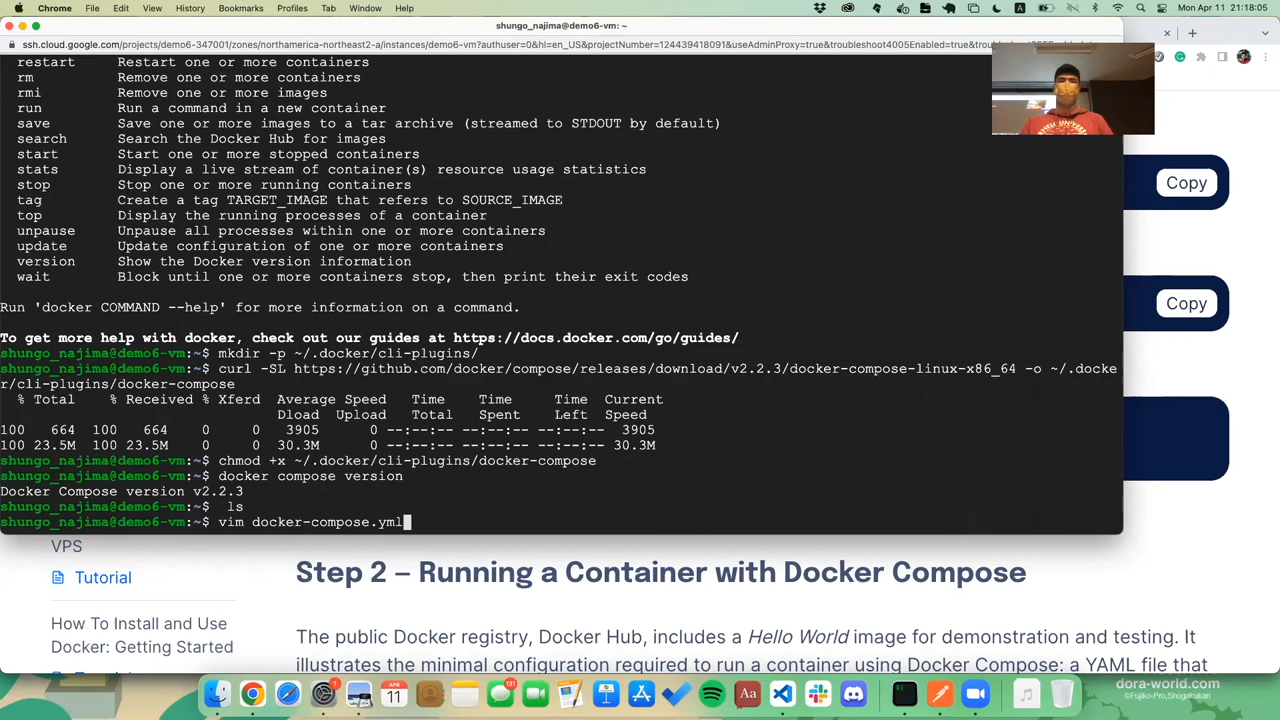 Chrome File Edit View History Bookmarks Profiles Tab Window Help
Mon Apr 11 21:18:05
shungo_najima@demo6-vm: ~
restart Restart one or more containers
rm Remove one or more containers
rmi Remove one or more images
run Run a command in a new container
save Save one or more images to a tar archive (streamed to STDOUT by default)
search Search the Docker Hub for images
start Start one or more stopped containers
stats Display a live stream of container(s) resource usage statistics
stop Stop one or more running containers
tag Create a tag TARGET_IMAGE that refers to SOURCE_IMAGE
top Display the running processes of a container
unpause Unpause all processes within one or more containers
update Update configuration of one or more containers
version Show the Docker version information
wait Block until one or more containers stop, then print their exit codes
Run 'docker COMMAND --help' for more information on a command.
To get more help with docker, check out our guides at https://docs.docker.com/go/guides/
shungo_najima@demo6-vm:~$ mkdir -p ~/.docker/cli-plugins/
shungo_najima@demo6-vm:~$ curl -SL https://github.com/docker/compose/releases/download/v2.2.3/docker-compose-linux-x86_64 -o ~/.docke
r/cli-plugins/docker-compose
% Total % Received % Xferd Average Speed Time Time Time Current
Dload Upload Total Spent Left Speed
100 664 100 664 0 0 3905 0 --:--:-- --:--:-- --:--:-- 3905
100 23.5M 100 23.5M 0 0 30.3M 0 --:--:-- --:--:-- --:--:-- 30.3M
shungo_najima@demo6-vm:~$ chmod +x ~/.docker/cli-plugins/docker-compose
shungo_najima@demo6-vm:~$ docker compose version
Docker Compose version v2.2.3
shungo_najima@demo6-vm:~$ ls
shungo_najima@demo6-vm:~$ vim docker-compose.yml
Copy
Copy
VPS
Tutorial
How To Install and Use
Docker: Getting Started
Step 2 – Running a Container with Docker Compose
The public Docker registry, Docker Hub, includes a Hello World image for demonstration and testing. It
illustrates the minimal configuration required to run a container using Docker Compose: a YAML file that
dora-world.com
©Fujiko-Pro,Shogakukan